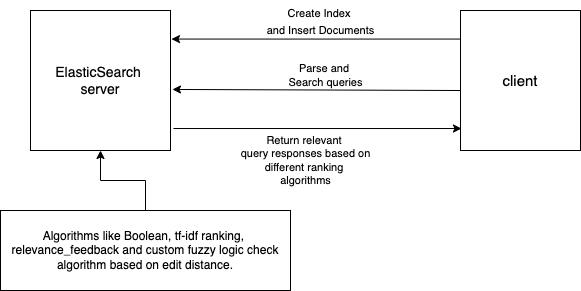 Create Index
and Insert Documents
ElasticSearch
server
Parse and
Search queries
client
Return relevant
query responses based on
different ranking
algorithms
Algorithms like Boolean, tf-idf ranking,
relevance_feedback and custom fuzzy logic check
algorithm based on edit distance.